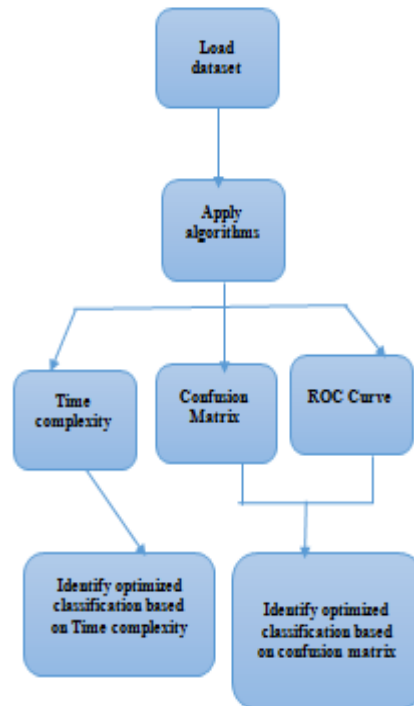 Load
dataset
Apply
algorithms
Time
complexity
Confusion
Matrix
ROC Curve
Identify optimized
classification based
on Time complexity
Identify optimized
classification based
on confusion matrix